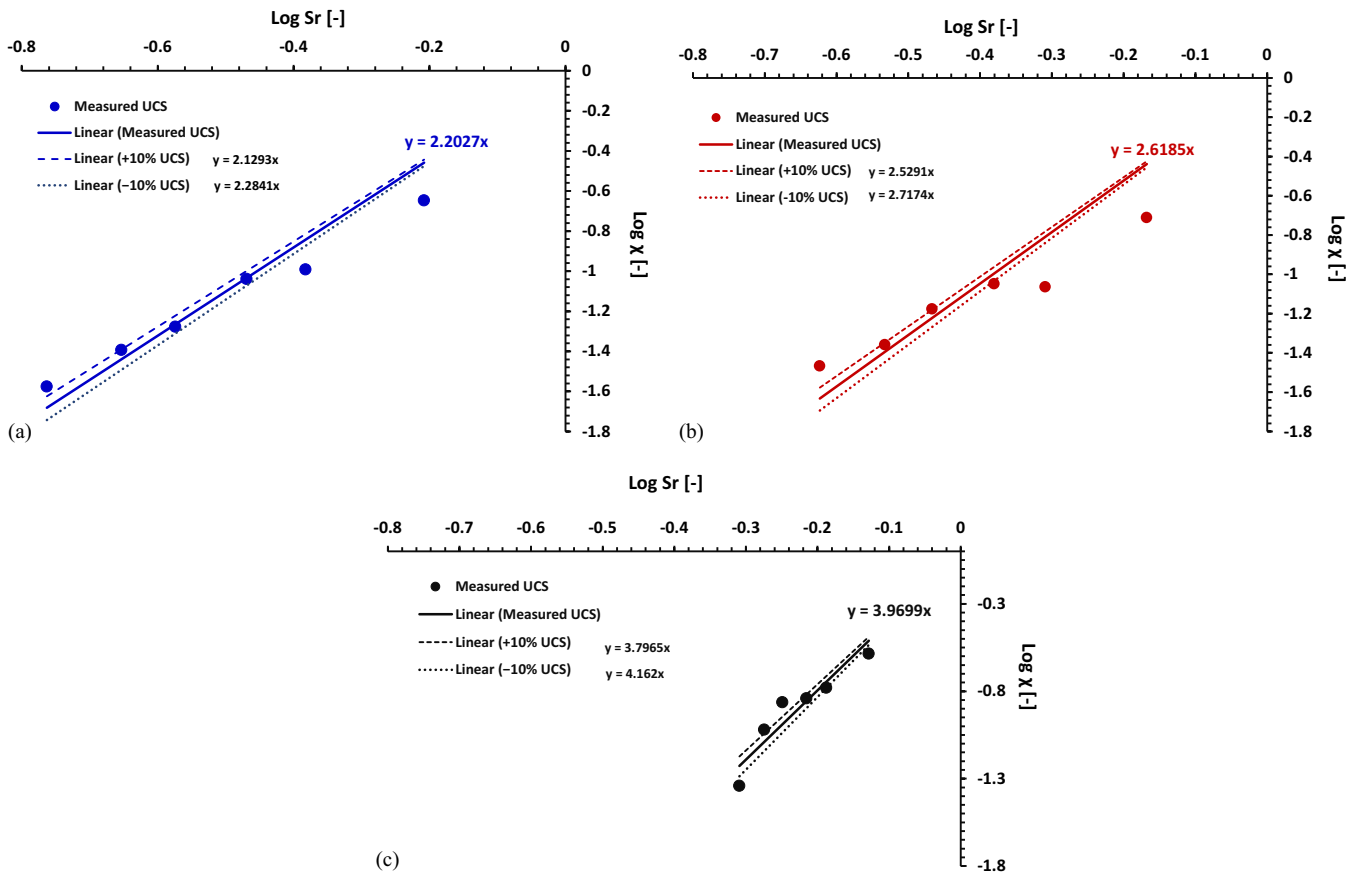 Log Sr [-]
-0.8 -0.6 -0.4 -0.2 0
0
-0.2
-0.4
-0.6
-0.8
-1
-1.2
-1.4
-1.6
-1.8
Log χ [-]
Measured UCS
Linear (Measured UCS)
Linear (+10% UCS) y = 2.1293x
Linear (−10% UCS) y = 2.2841x
y = 2.2027x
(a)
Log Sr [-]
-0.8 -0.7 -0.6 -0.5 -0.4 -0.3 -0.2 -0.1 0
0
-0.2
-0.4
-0.6
-0.8
-1
-1.2
-1.4
-1.6
-1.8
Log χ [-]
Measured UCS
Linear (Measured UCS)
Linear (+10% UCS) y = 2.5291x
Linear (-10% UCS) y = 2.7174x
y = 2.6185x
(b)
Log Sr [-]
-0.8 -0.7 -0.6 -0.5 -0.4 -0.3 -0.2 -0.1 0
-0.3
-0.8
-1.3
-1.8
Log χ [-]
Measured UCS
Linear (Measured UCS)
Linear (+10% UCS) y = 3.7965x
Linear (−10% UCS) y = 4.162x
y = 3.9699x
(c)